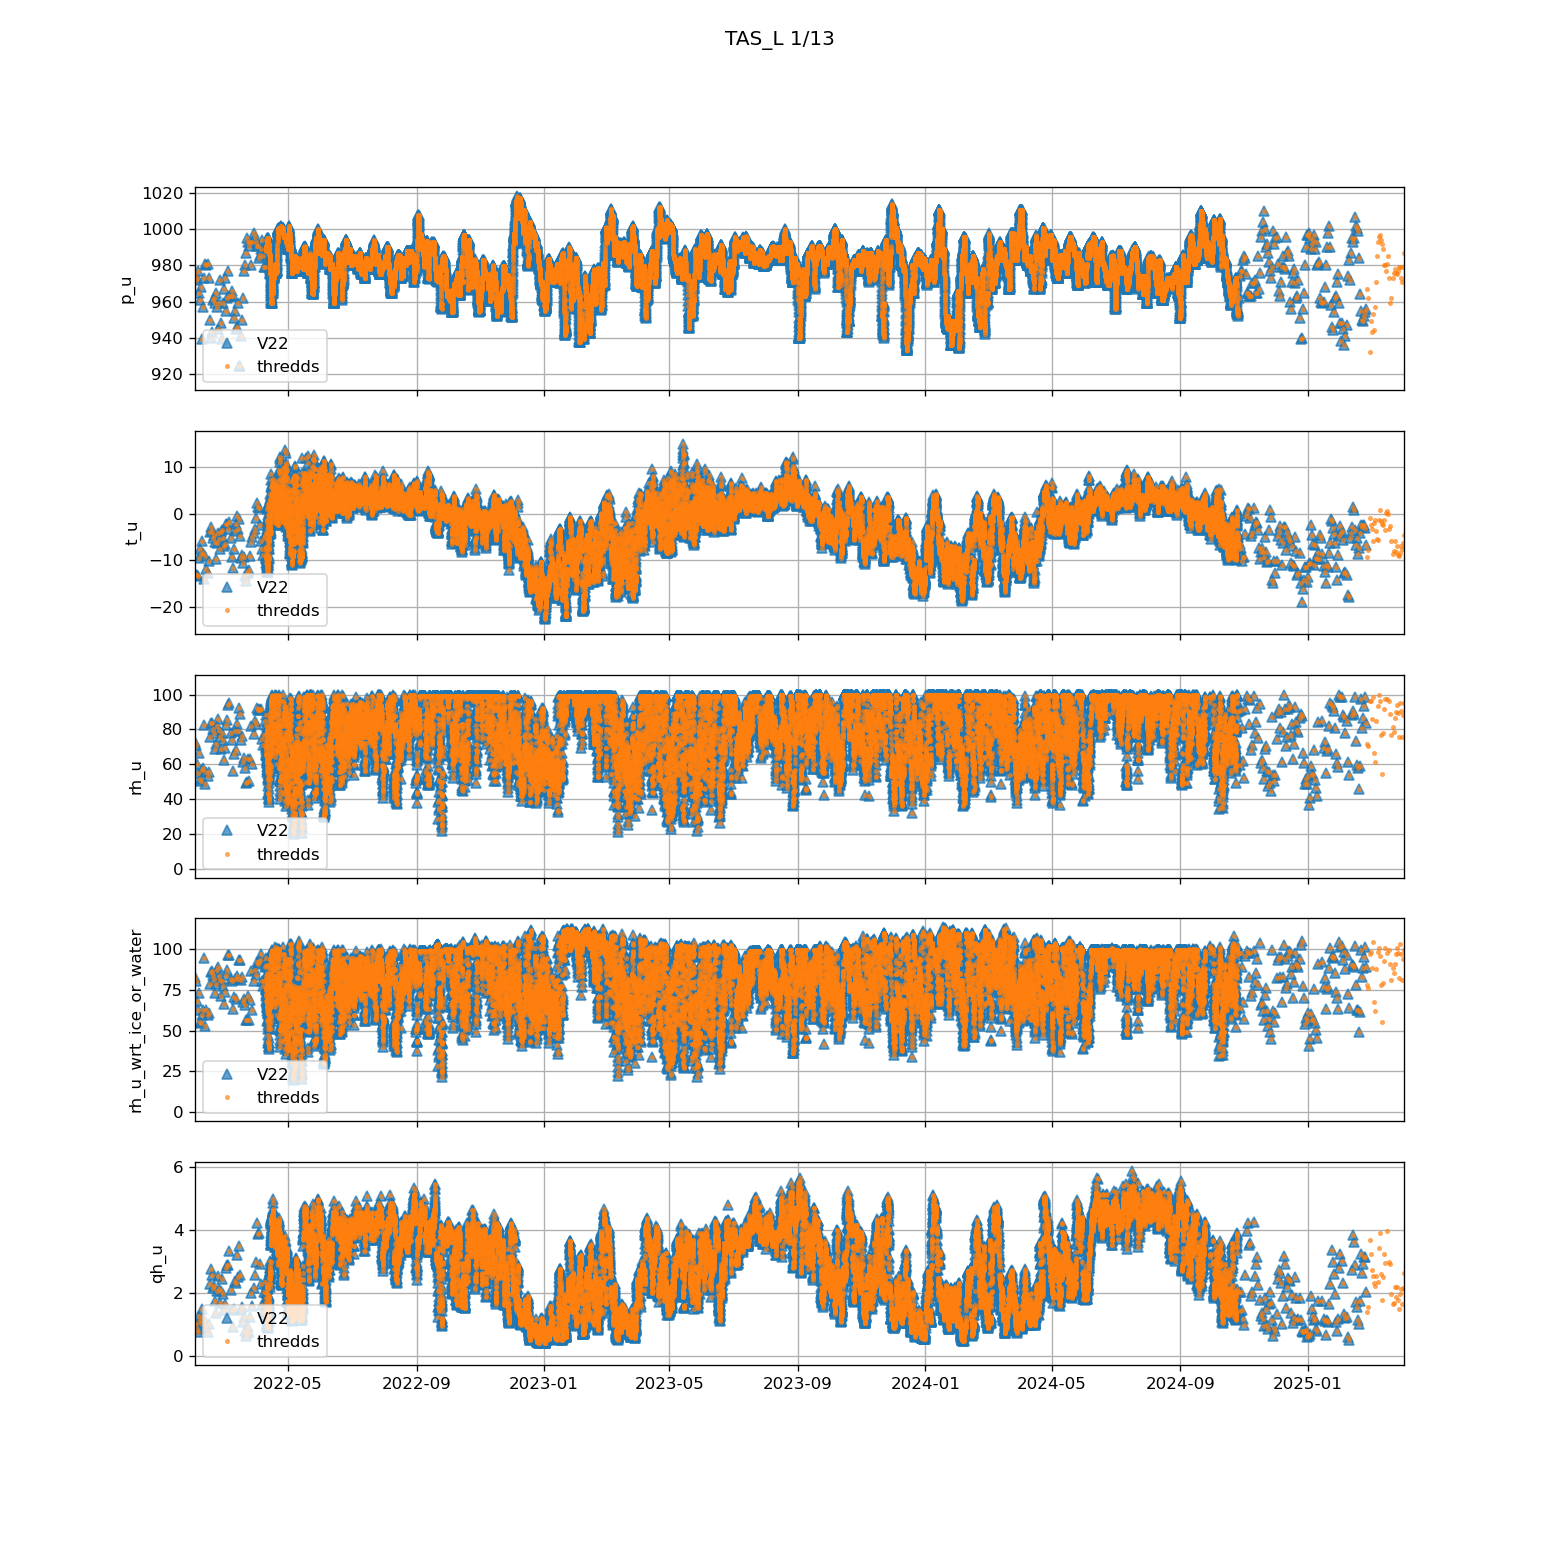 TAS_L 1/13
1020
1000
980
960
940
920
p_u
V22
thredds
10
0
−10
−20
t_u
V22
thredds
100
80
60
40
20
0
rh_u
V22
thredds
100
75
50
25
0
rh_u_wrt_ice_or_water
V22
thredds
6
4
2
0
qh_u
V22
thredds
2022-05 2022-09 2023-01 2023-05 2023-09 2024-01 2024-05 2024-09 2025-01